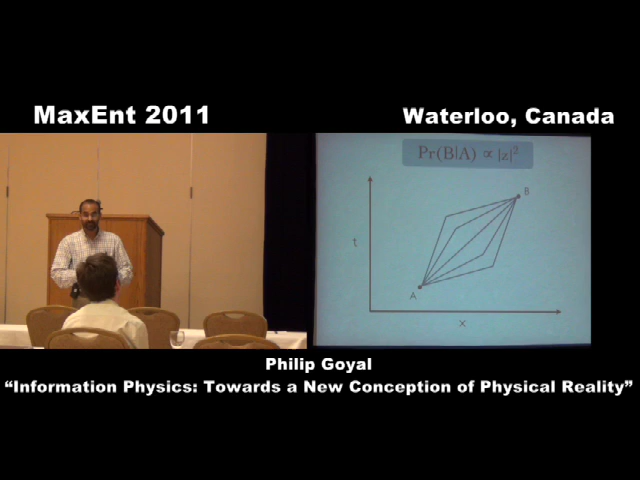 MaxEnt 2011
Waterloo, Canada
Pr(B|A) ∝ |z|²
B
t
A
x
Philip Goyal
“Information Physics: Towards a New Conception of Physical Reality”